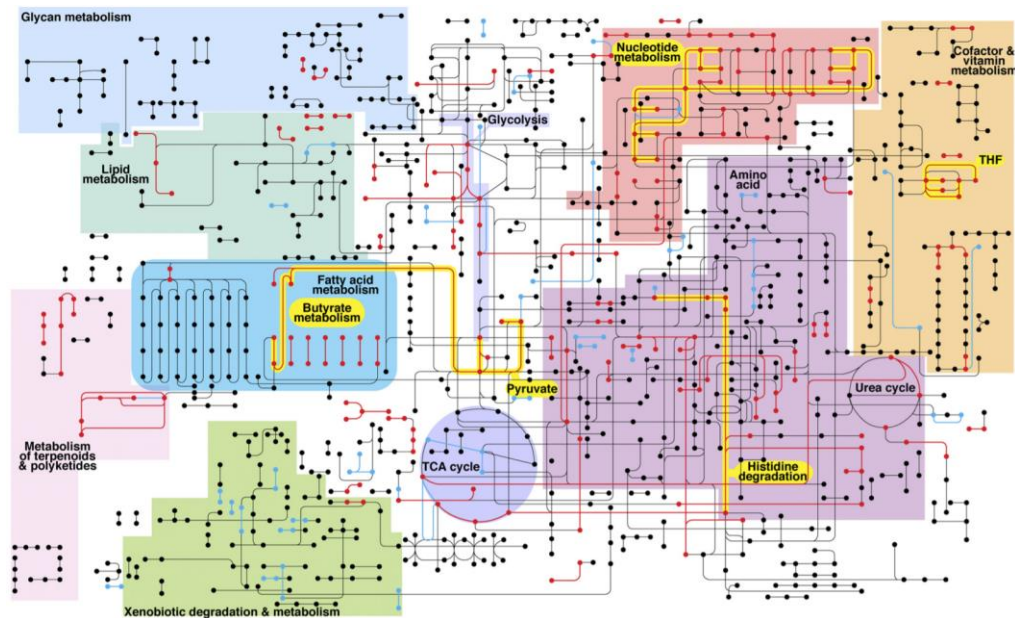 Glycan metabolism
Nucleotide
metabolism
Cofactor &
vitamin
metabolism
Glycolysis
Lipid
metabolism
Amino
acid
THF
Fatty acid
metabolism
Butyrate
metabolism
Pyruvate
Urea cycle
Metabolism
of terpenoids
& polyketides
TCA cycle
Histidine
degradation
Xenobiotic degradation & metabolism